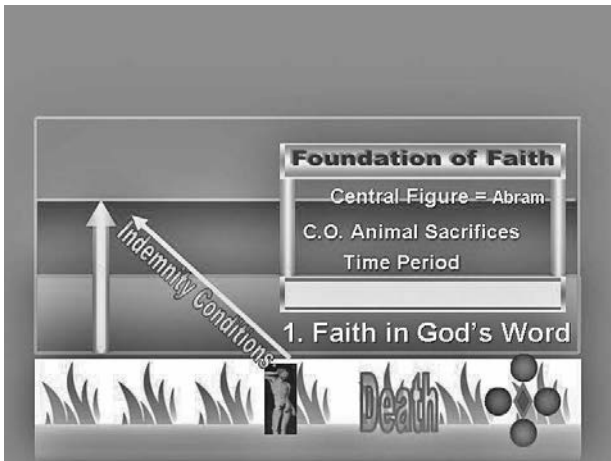 Foundation of Faith
Central Figure = Abram
C.O. Animal Sacrifices
Time Period
Indemnity Conditions
1. Faith in God's Word
Death